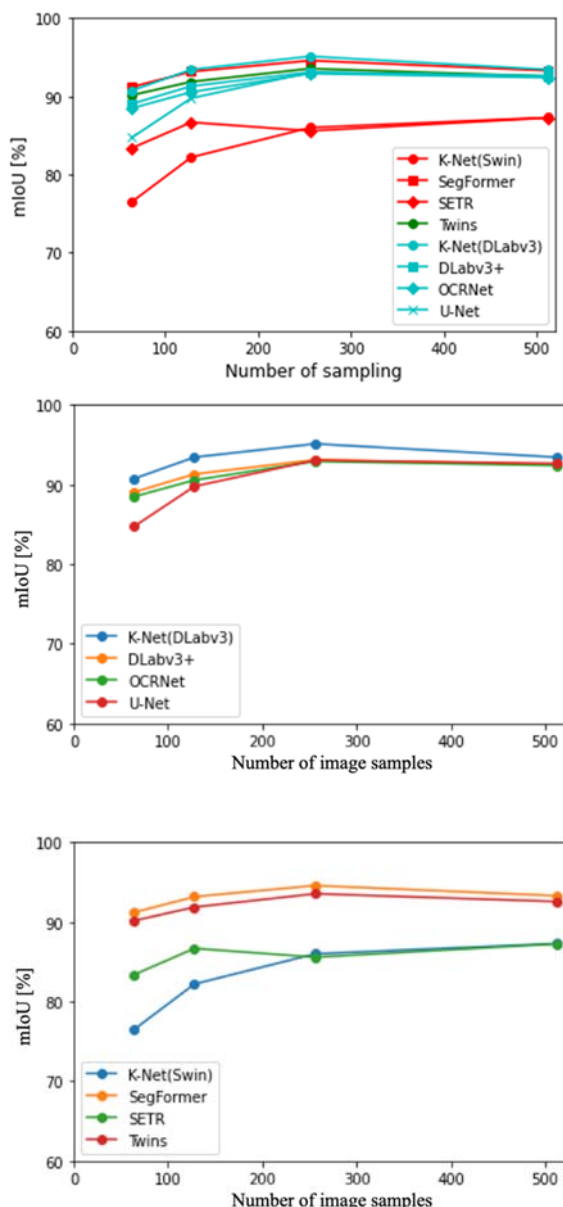 100
90
80
70
60
mIoU [%]
K-Net(Swin)
SegFormer
SETR
Twins
K-Net(DLabv3)
DLabv3+
OCRNet
U-Net
0 100 200 300 400 500
Number of sampling
100
90
80
70
60
mIoU [%]
K-Net(DLabv3)
DLabv3+
OCRNet
U-Net
0 100 200 300 400 500
Number of image samples
100
90
80
70
60
mIoU [%]
K-Net(Swin)
SegFormer
SETR
Twins
0 100 200 300 400 500
Number of image samples